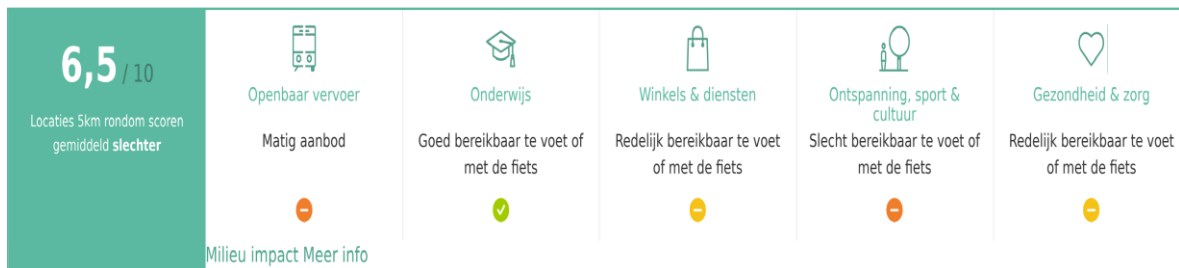 6,5 / 10
Locaties 5km rondom scoren
gemiddeld slechter
Openbaar vervoer
Matig aanbod
Onderwijs
Goed bereikbaar te voet of
met de fiets
Winkels & diensten
Redelijk bereikbaar te voet
of met de fiets
Ontspanning, sport &
cultuur
Slecht bereikbaar te voet of
met de fiets
Gezondheid & zorg
Redelijk bereikbaar te voet
of met de fiets
Milieu impact Meer info